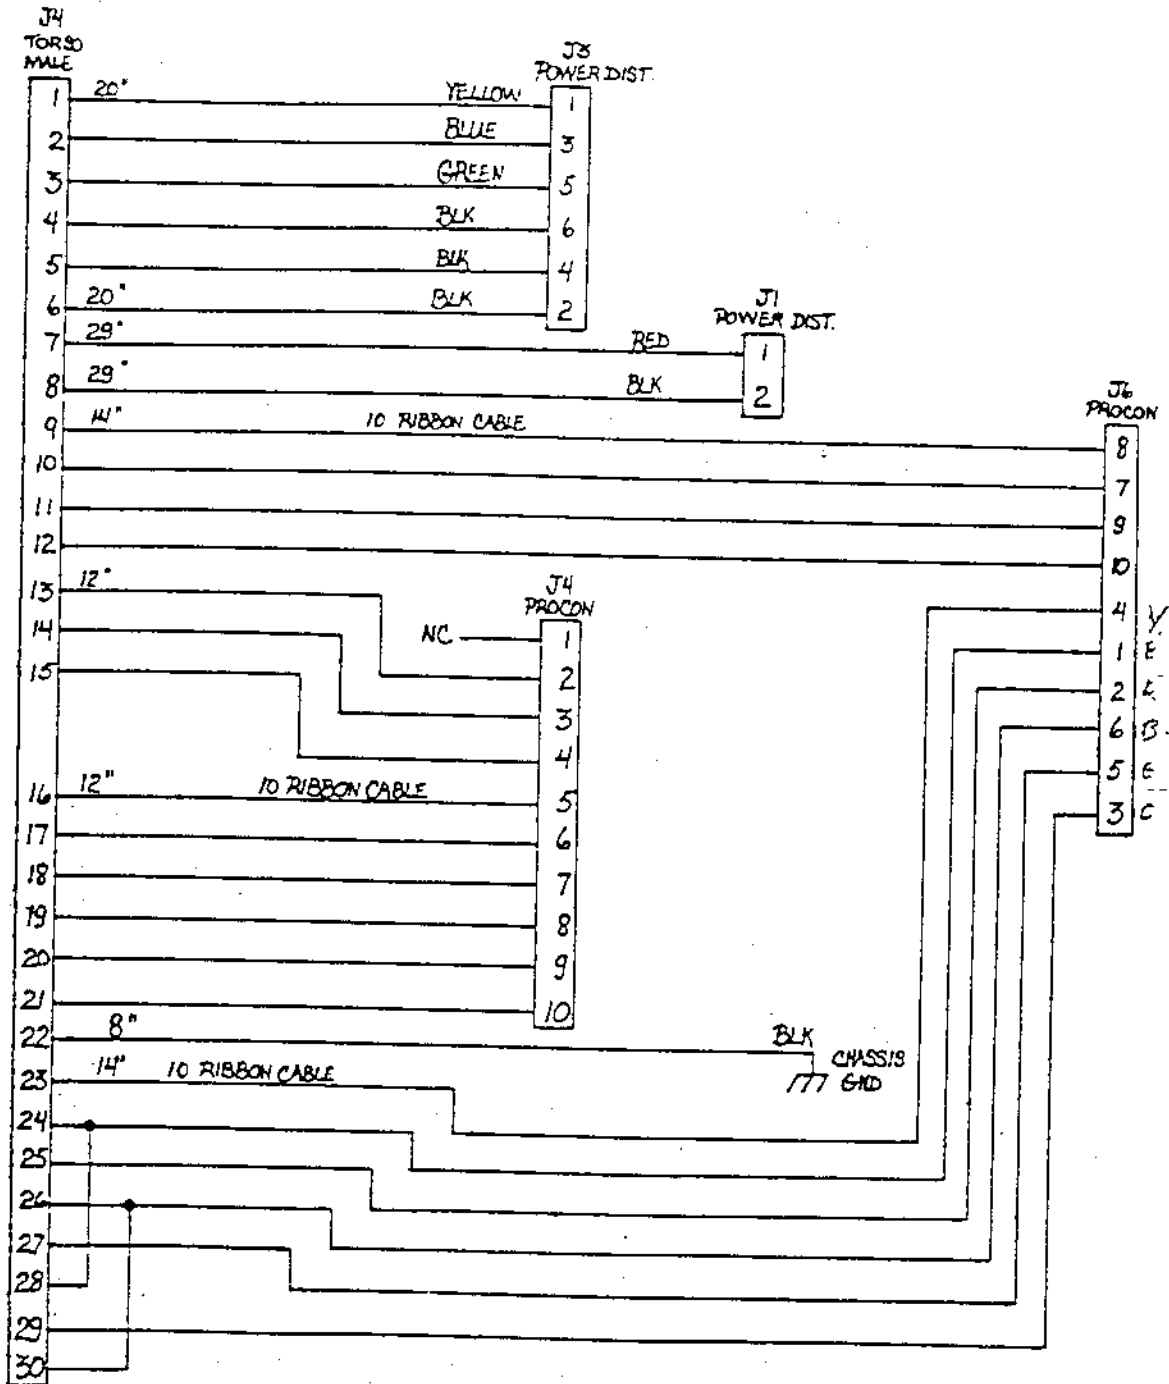 J4
TORSO
MALE
J3
POWER DIST.
1 20" YELLOW 1
2 BLUE 3
3 GREEN 5
4 BLK 6
5 BLK 4
6 20" BLK 2
J1
POWER DIST.
7 29" RED 1
8 29" BLK 2
J6
PROCON
9 14" 10 RIBBON CABLE 8
10 7
11 9
12 10
13 12"
14
15
J4
PROCON
NC 1
2
3
4
16 12" 10 RIBBON CABLE 5
17 6
18 7
19 8
20 9
21 10
4 Y
1 E
2
6 B
5 E
3 C
22 8" BLK
CHASSIS
GND
23 14" 10 RIBBON CABLE
24
25
26
27
28
29
30